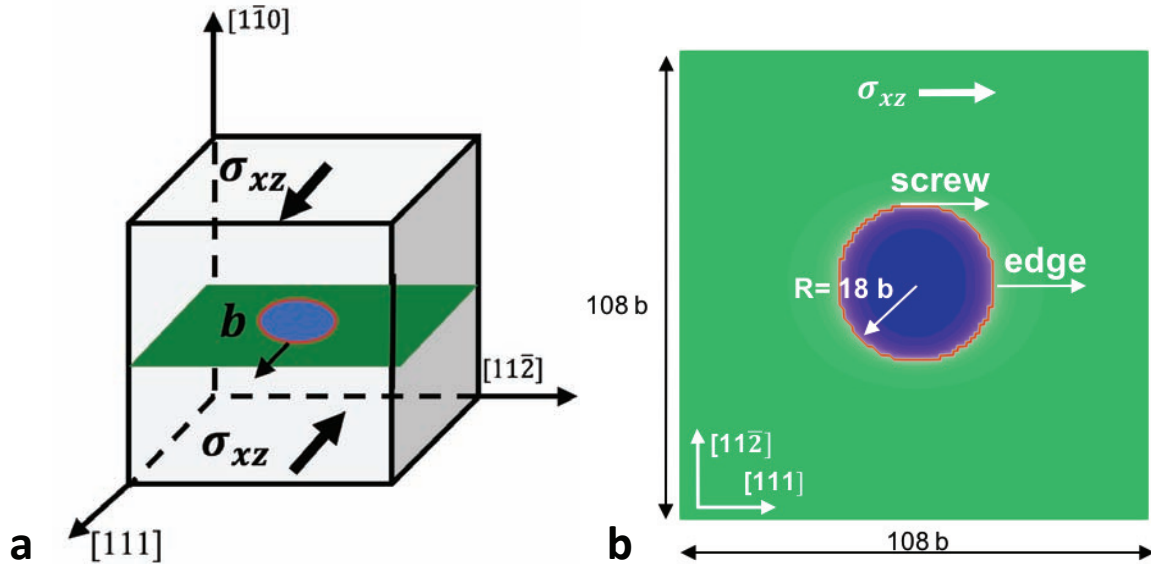 [11̅0]
σxz
b
[112̅]
σxz
[111]
a
σxz
screw
edge
R= 18 b
108 b
[112̅]
[111]
108 b
b